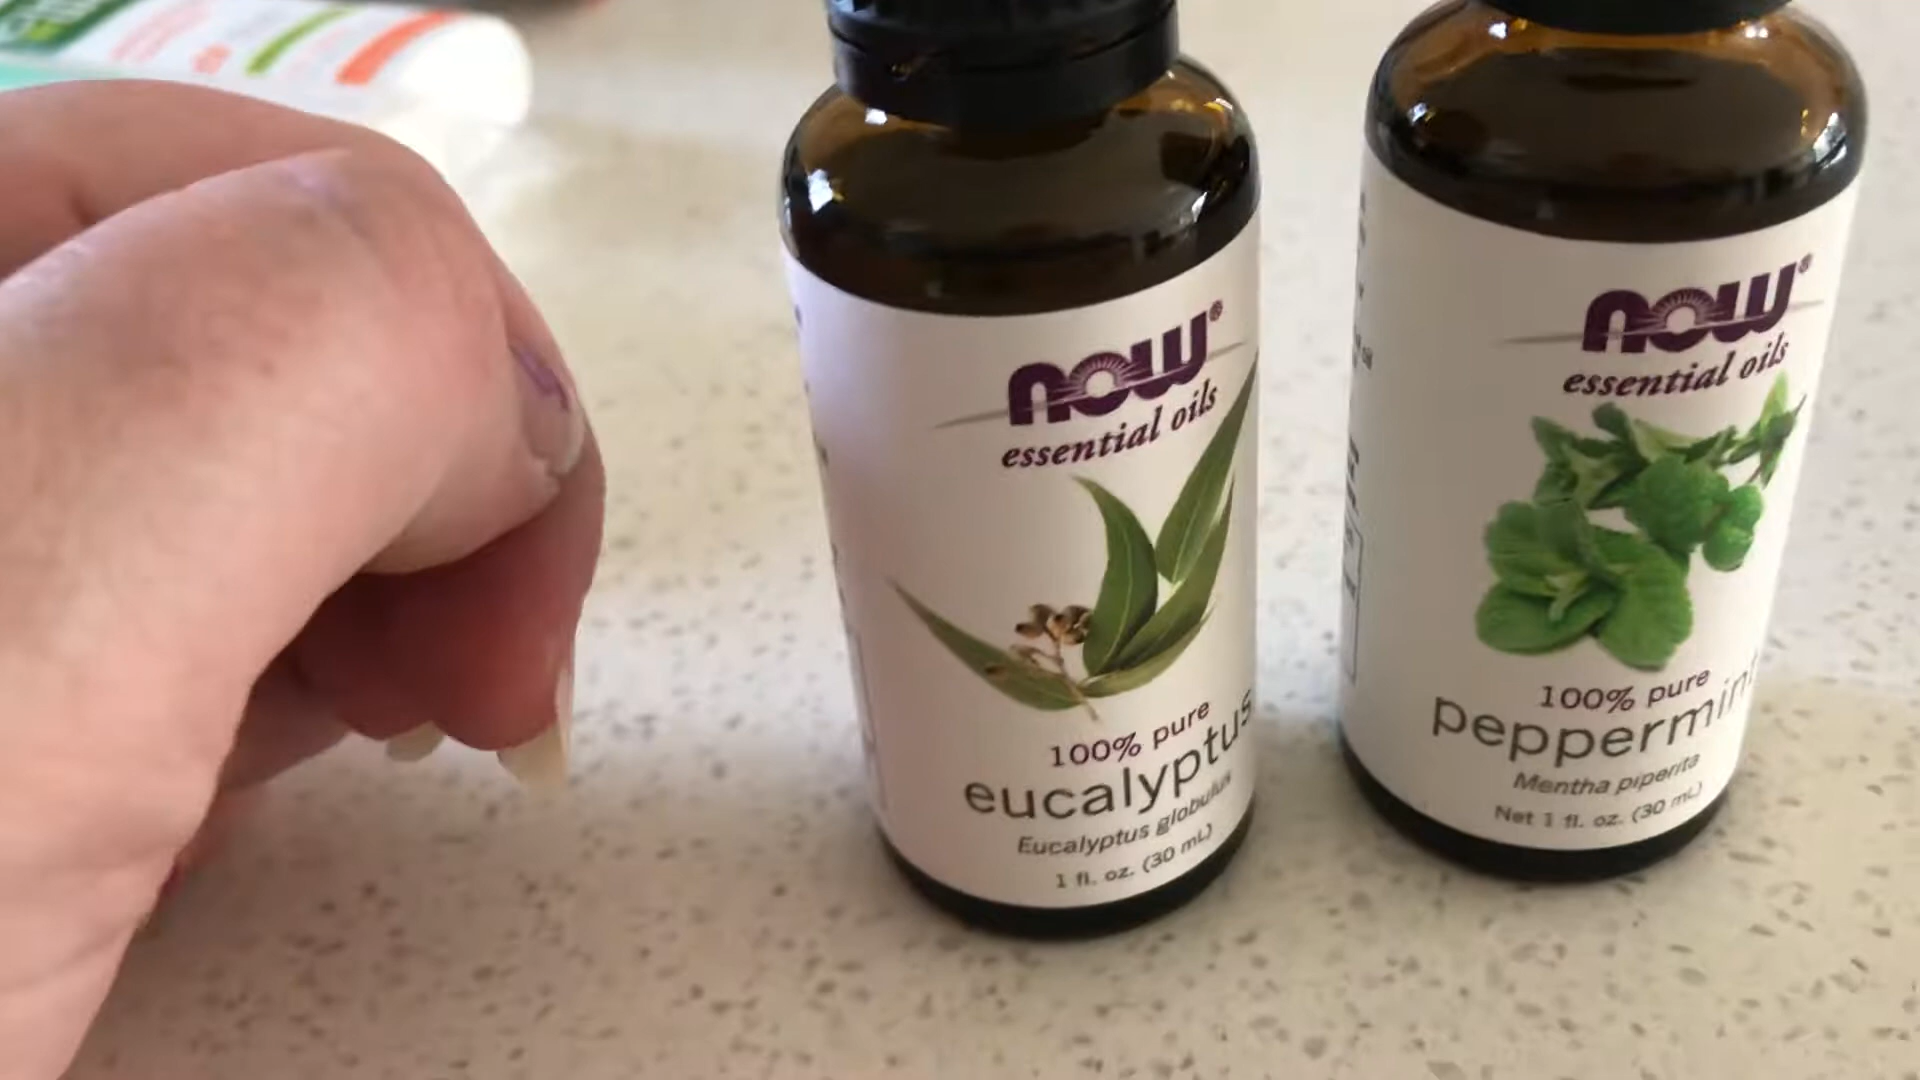 now®
essential oils
100% pure
eucalyptus
Eucalyptus globulus
1 fl. oz. (30 mL)
now®
essential oils
100% pure
peppermint
Mentha piperita
Net 1 fl. oz. (30 mL)